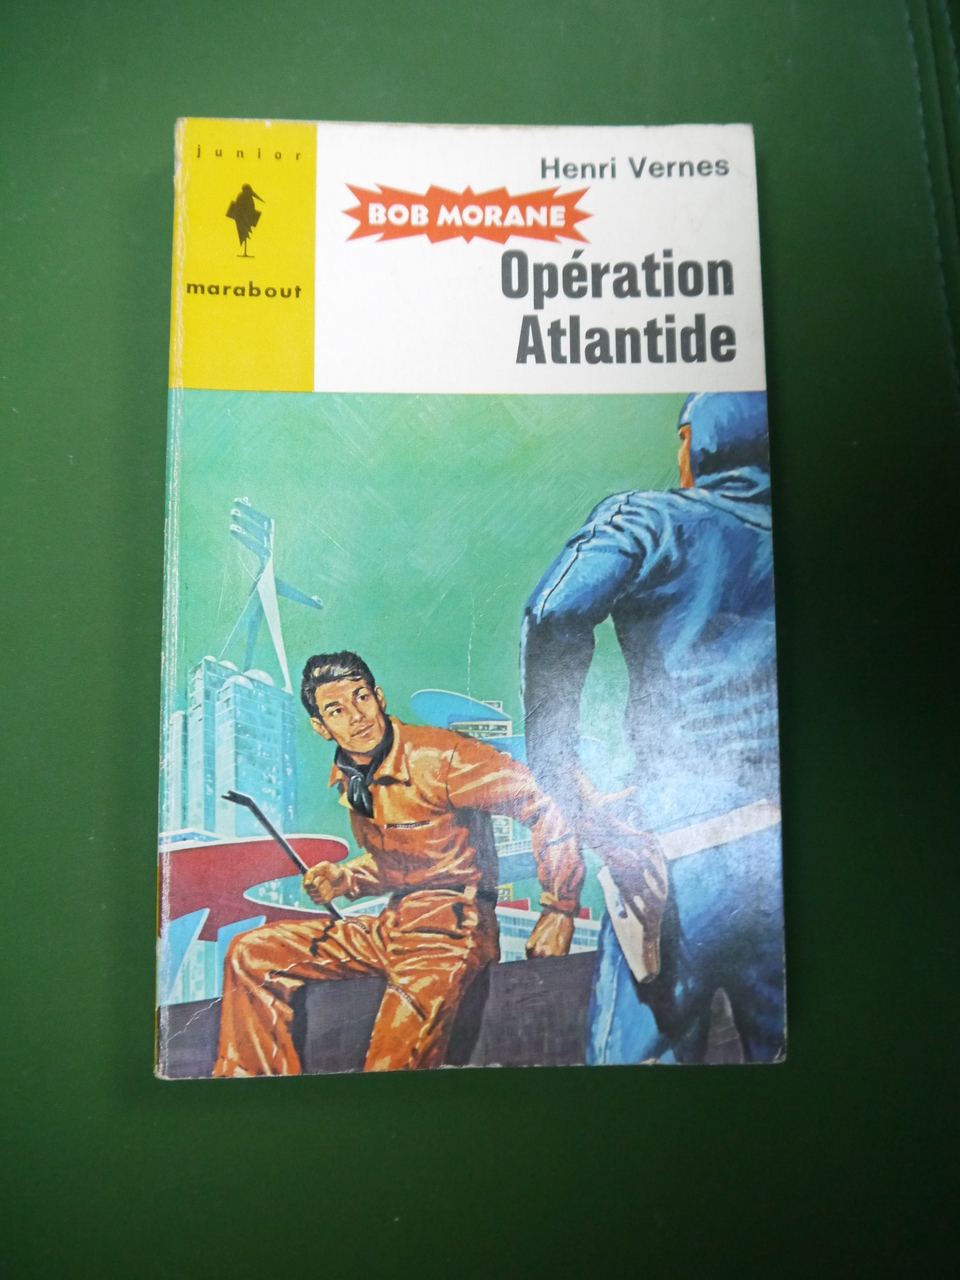 junior
marabout
Henri Vernes
BOB MORANE
Opération
Atlantide